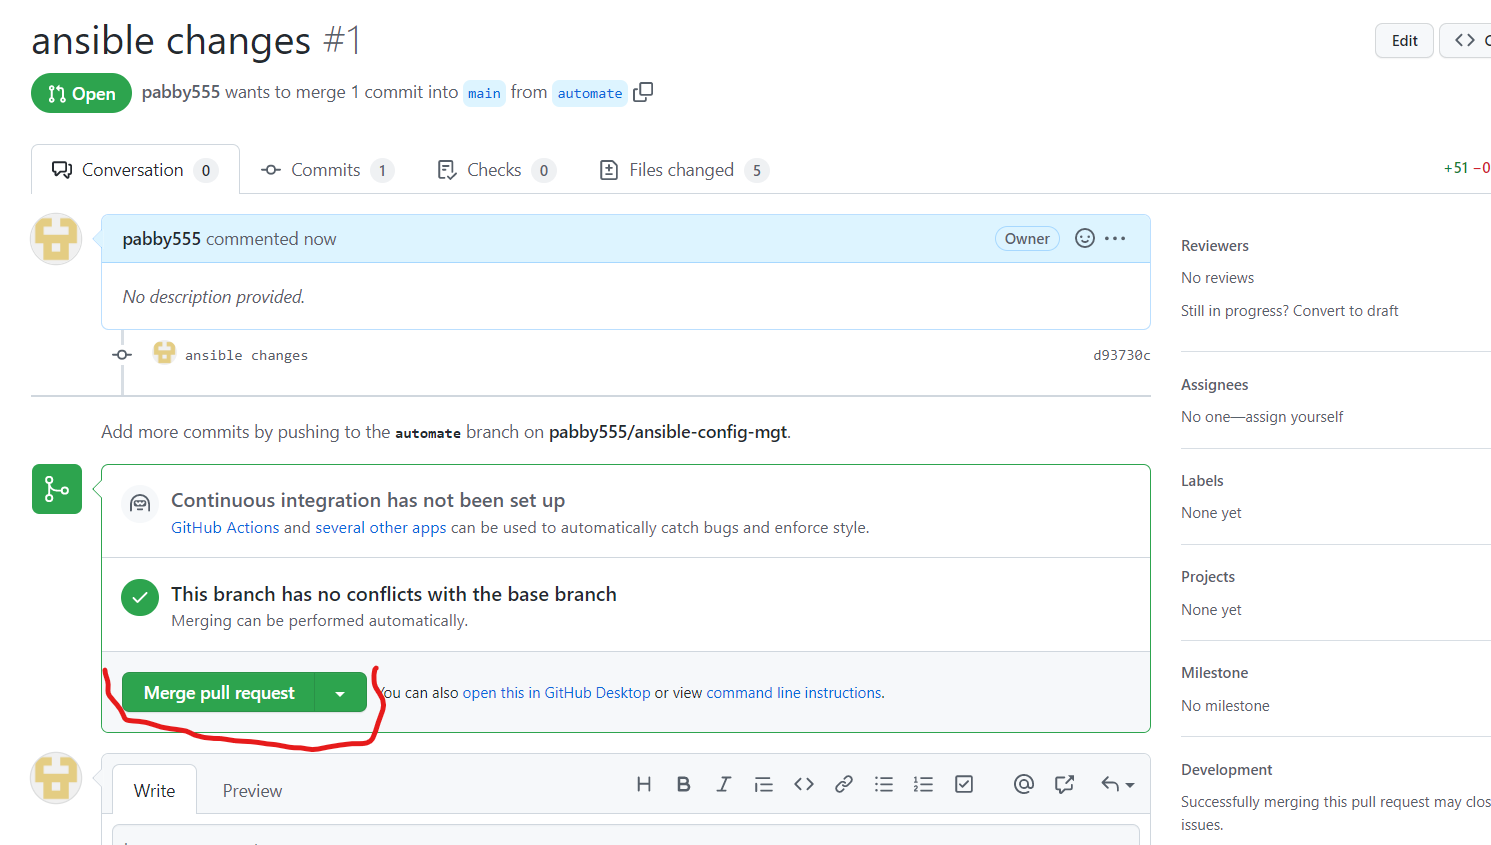 ansible changes #1
Edit
<> C
Open
pabby555 wants to merge 1 commit into main from automate
Conversation 0
Commits 1
Checks 0
Files changed 5
+51 −0
pabby555 commented now
Owner
No description provided.
ansible changes
d93730c
Add more commits by pushing to the automate branch on pabby555/ansible-config-mgt.
Continuous integration has not been set up
GitHub Actions and several other apps can be used to automatically catch bugs and enforce style.
This branch has no conflicts with the base branch
Merging can be performed automatically.
Merge pull request
You can also open this in GitHub Desktop or view command line instructions.
Write
Preview
Reviewers
No reviews
Still in progress? Convert to draft
Assignees
No one—assign yourself
Labels
None yet
Projects
None yet
Milestone
No milestone
Development
Successfully merging this pull request may clos
issues.